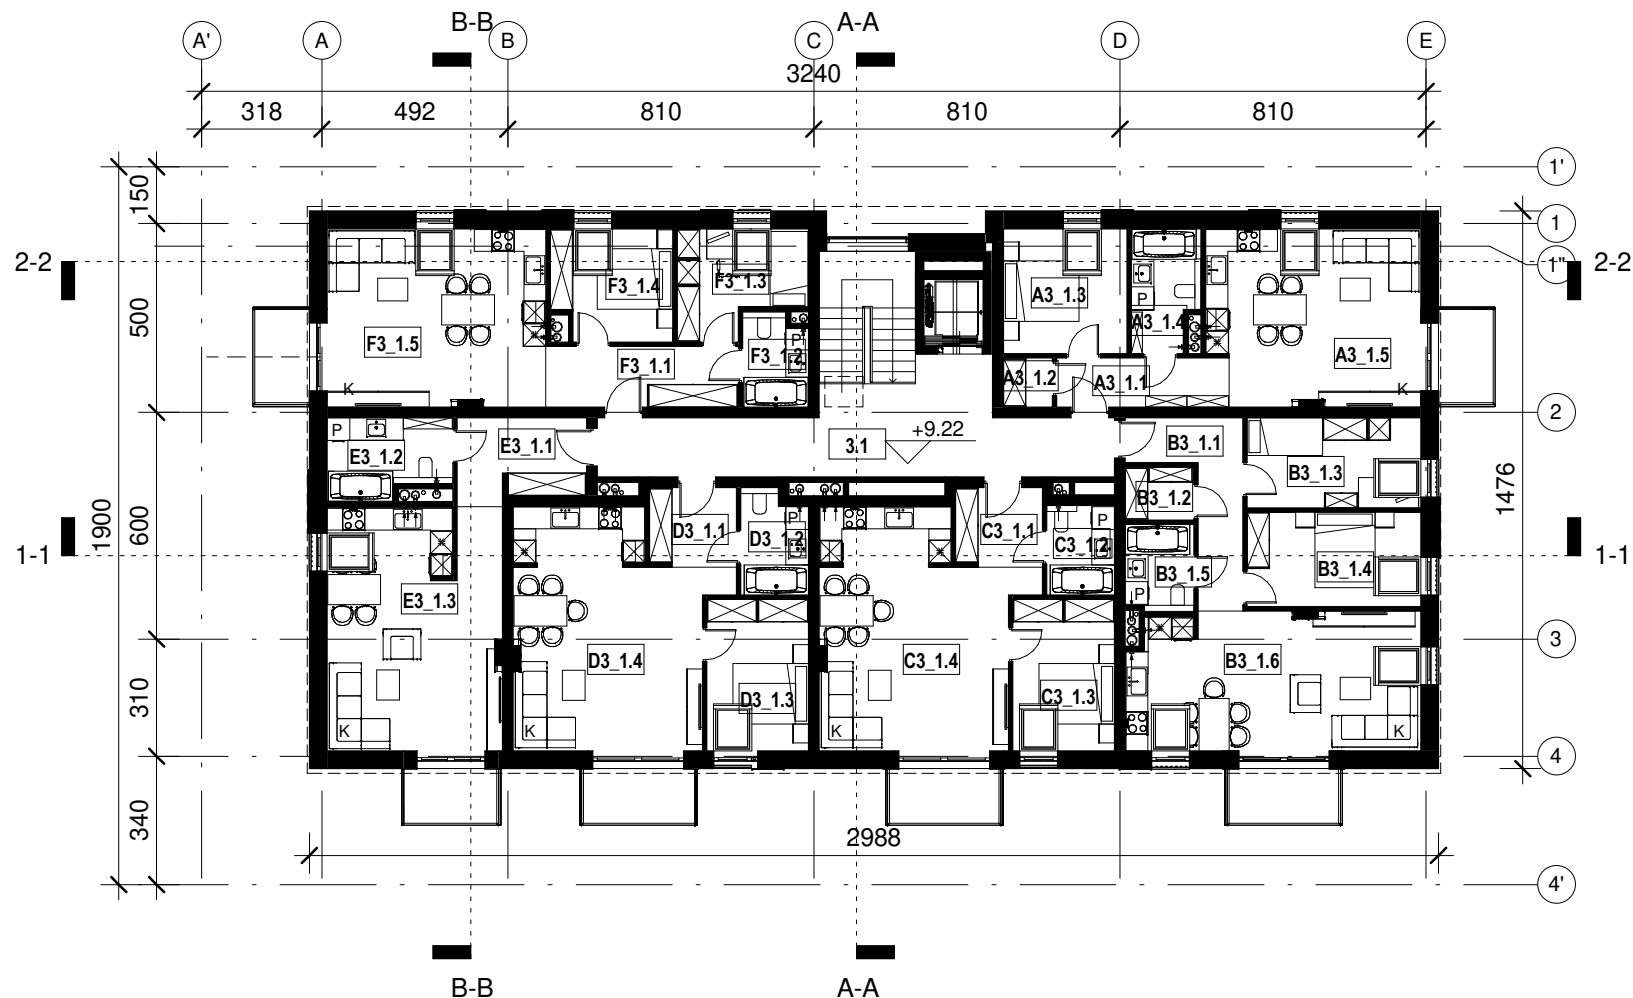 B-B
A-A
A'
A
B
C
D
E
3240
318
492
810
810
810
1'
150
1
2-2
1"
2-2
F3_1.4
F3_1.3
A3_1.3
500
A3_1.4
F3_1.5
F3_1.2
P
P
A3_1.5
F3_1.1
A3_1.2
A3_1.1
K
K
2
P
E3_1.2
E3_1.1
3.1
+9.22
B3_1.1
B3_1.3
1476
B3_1.2
1900
600
D3_1.1
D3_1.2
P
C3_1.1
C3_1.2
P
1-1
1-1
B3_1.5
B3_1.4
P
E3_1.3
3
D3_1.4
C3_1.4
B3_1.6
310
D3_1.3
C3_1.3
K
K
K
K
4
340
2988
4'
B-B
A-A